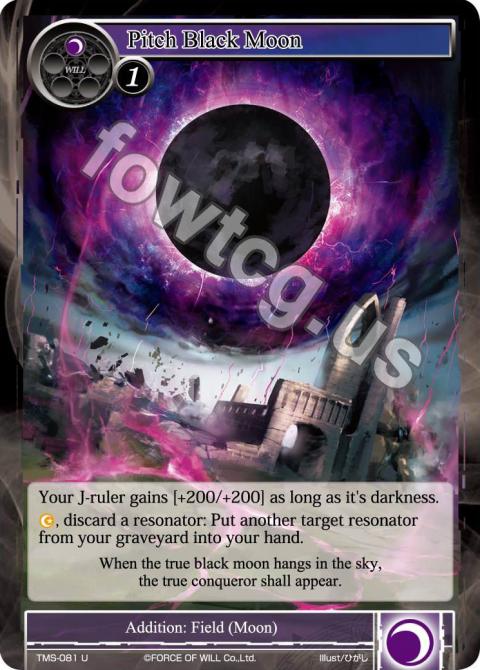 Pitch Black Moon
WILL
1
fowtcg.us
Your J-ruler gains [+200/+200] as long as it's darkness.
, discard a resonator: Put another target resonator
from your graveyard into your hand.
When the true black moon hangs in the sky,
the true conqueror shall appear.
Addition: Field (Moon)
TMS-081 U ©FORCE OF WILL Co.,Ltd. Illust/ひがし